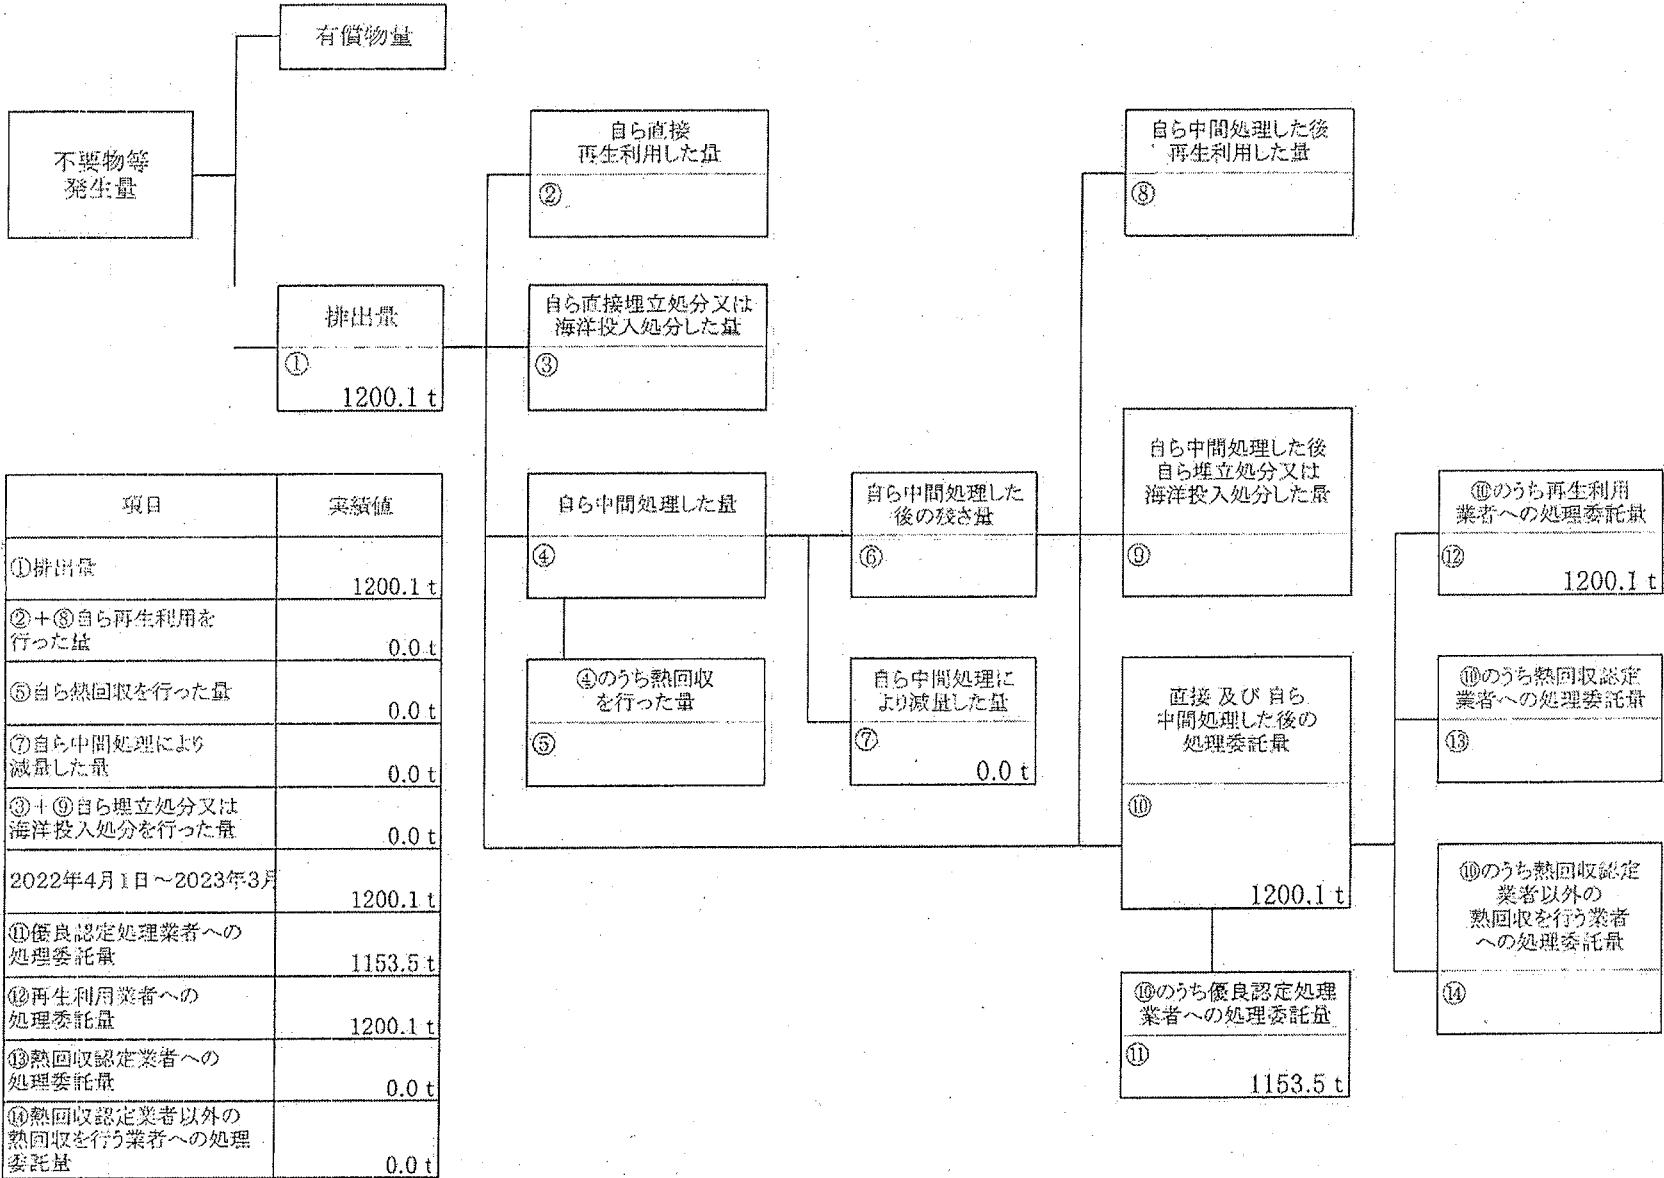 有償物量
不要物等
発生量
自ら直接
再生利用した量
②
自ら中間処理した後
再生利用した量
⑧
排出量
①
1200.1 t
自ら直接埋立処分又は
海洋投入処分した量
③
自ら中間処理した量
④
自ら中間処理した
後の残さ量
⑥
自ら中間処理した後
自ら埋立処分又は
海洋投入処分した量
⑨
⑩のうち再生利用
業者への処理委託量
⑫
1200.1 t
④のうち熱回収
を行った量
⑤
自ら中間処理に
より減量した量
⑦
0.0 t
直接 及び 自ら
中間処理した後の
処理委託量
⑩
1200.1 t
⑩のうち熱回収認定
業者への処理委託量
⑬
⑩のうち熱回収認定
業者以外の
熱回収を行う業者
への処理委託量
⑭
⑩のうち優良認定処理
業者への処理委託量
⑪
1153.5 t
項目 実績値
①排出量
1200.1 t
②+⑧自ら再生利用を
行った量
0.0 t
⑤自ら熱回収を行った量
0.0 t
⑦自ら中間処理により
減量した量
0.0 t
③+⑨自ら埋立処分又は
海洋投入処分を行った量
0.0 t
2022年4月1日~2023年3月
1200.1 t
⑪優良認定処理業者への
処理委託量
1153.5 t
⑫再生利用業者への
処理委託量
1200.1 t
⑬熱回収認定業者への
処理委託量
0.0 t
⑭熱回収認定業者以外の
熱回収を行う業者への処理
委託量
0.0 t